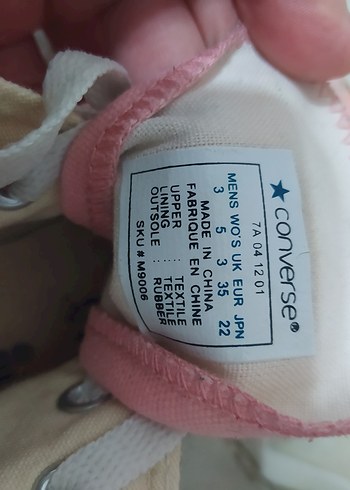 CONVERSE®
7A 04 12 01
MENS WO'S UK EUR JPN
3 5 3 35 22
MADE IN CHINA
FABRIQUE EN CHINE
UPPER : TEXTILE
LINING : TEXTILE
OUTSOLE : RUBBER
SKU # M9006